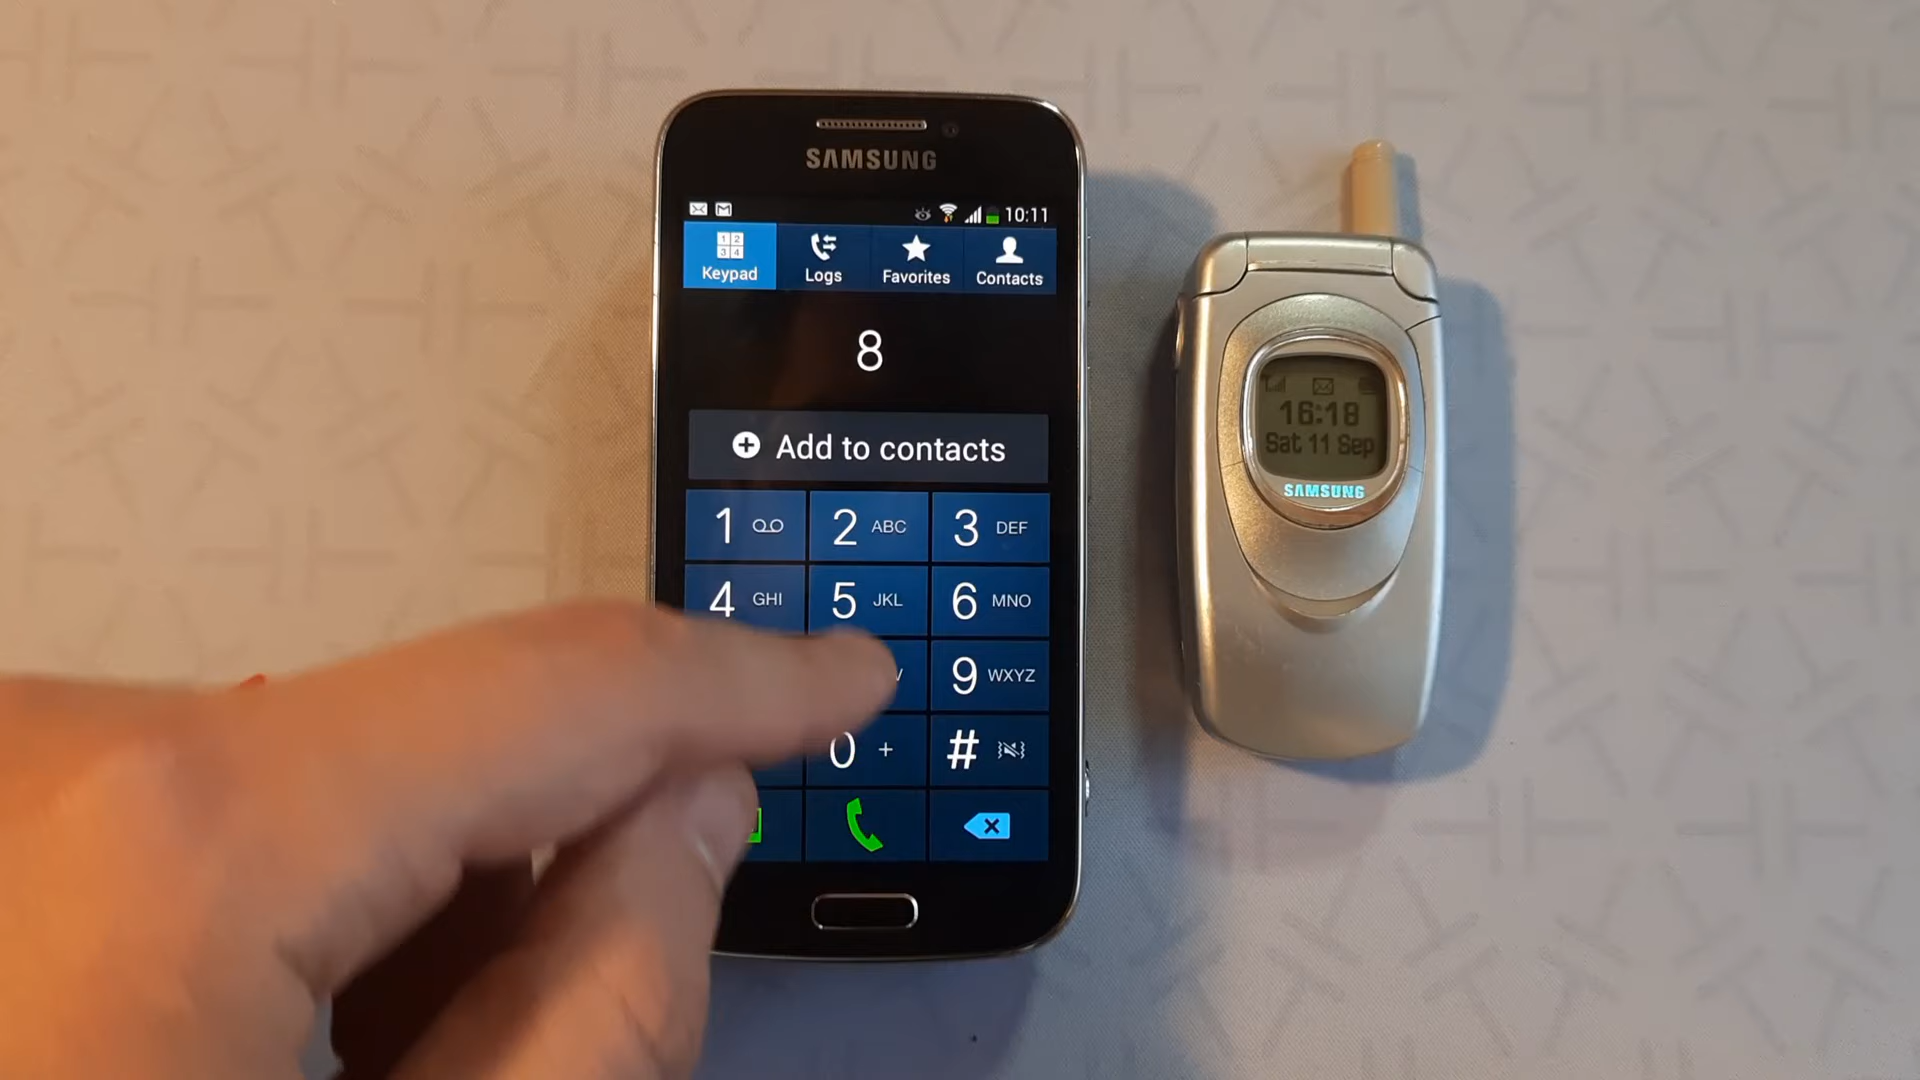 SAMSUNG
10:11
Keypad
Logs
Favorites
Contacts
8
Add to contacts
1
2 ABC
3 DEF
4 GHI
5 JKL
6 MNO
9 WXYZ
0 +
#
16:18
Sat 11 Sep
SAMSUNG